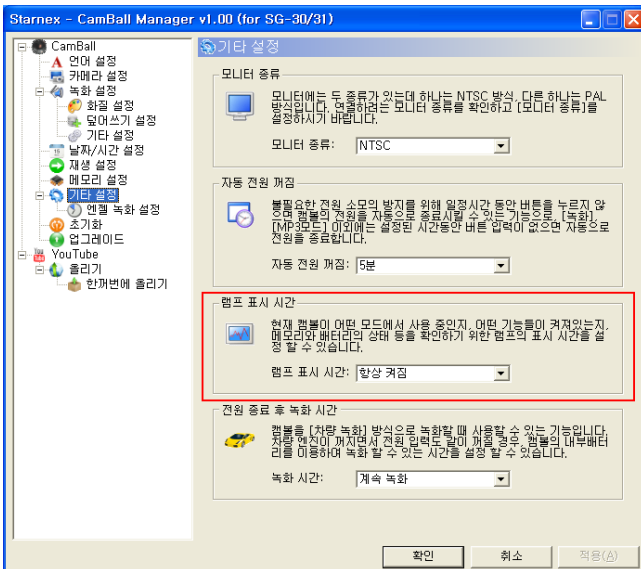 Starnex - CamBall Manager v1.00 (for SG-30/31)
CamBall
언어 설정
카메라 설정
녹화 설정
화질 설정
덮어쓰기 설정
기타 설정
날짜/시간 설정
재생 설정
메모리 설정
기타 설정
엔젤 녹화 설정
초기화
업그레이드
YouTube
올리기
한꺼번에 올리기
기타 설정
모니터 종류
모니터에는 두 종류가 있는데 하나는 NTSC 방식, 다른 하나는 PAL
방식입니다. 연결하려는 모니터 종류를 확인하고 [모니터 종류]를
설정하시기 바랍니다.
모니터 종류: NTSC
자동 전원 꺼짐
불필요한 전원 소모의 방지를 위해 일정시간 동안 버튼을 누르지 않
으면 캠볼의 전원을 자동으로 종료시킬 수 있는 기능으로, [녹화],
[MP3모드] 이외에는 설정된 시간동안 버튼 입력이 없으면 자동으로
전원을 종료합니다.
자동 전원 꺼짐: 5분
램프 표시 시간
현재 캠볼이 어떤 모드에서 사용 중인지, 어떤 기능들이 켜져있는지,
메모리와 배터리의 상태 등을 확인하기 위한 램프의 표시 시간을 설
정 할 수 있습니다.
램프 표시 시간: 항상 켜짐
전원 종료 후 녹화 시간
캠볼을 [차량 녹화] 방식으로 녹화할 때 사용할 수 있는 기능입니다.
차량 엔진이 꺼지면서 전원 입력도 같이 꺼질 경우, 캠볼의 내부배터
리를 이용하여 녹화 할 수 있는 시간을 설정 할 수 있습니다.
녹화 시간: 계속 녹화
확인 취소 적용(A)